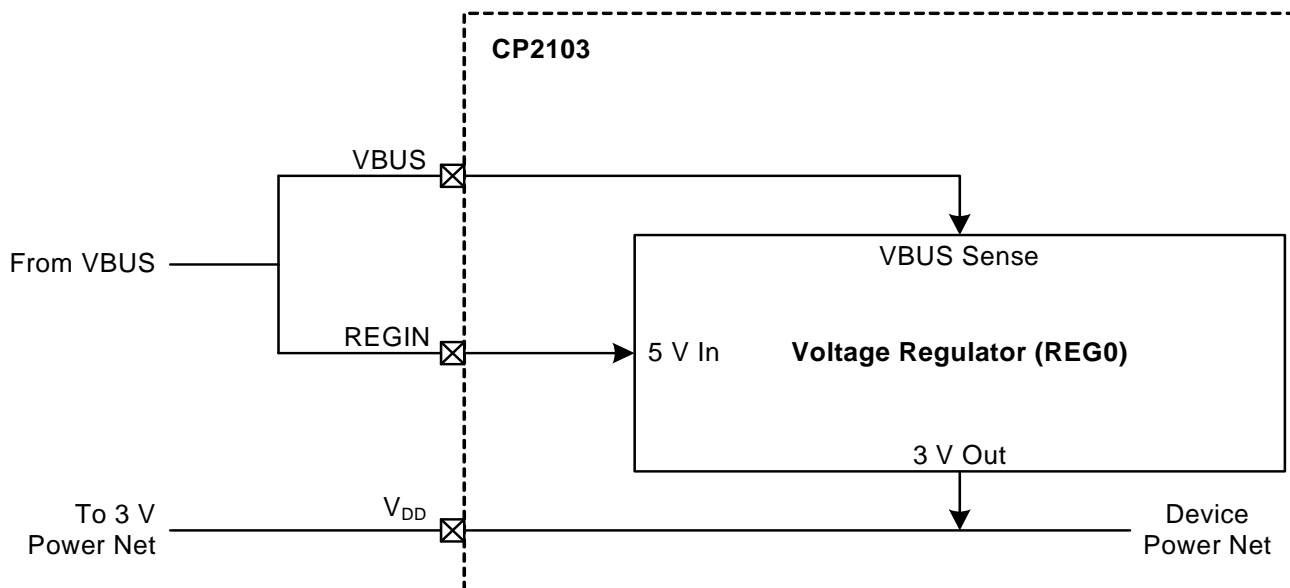 CP2103
VBUS
From VBUS
VBUS Sense
REGIN
5 V In
Voltage Regulator (REG0)
3 V Out
To 3 V
Power Net
VDD
Device
Power Net